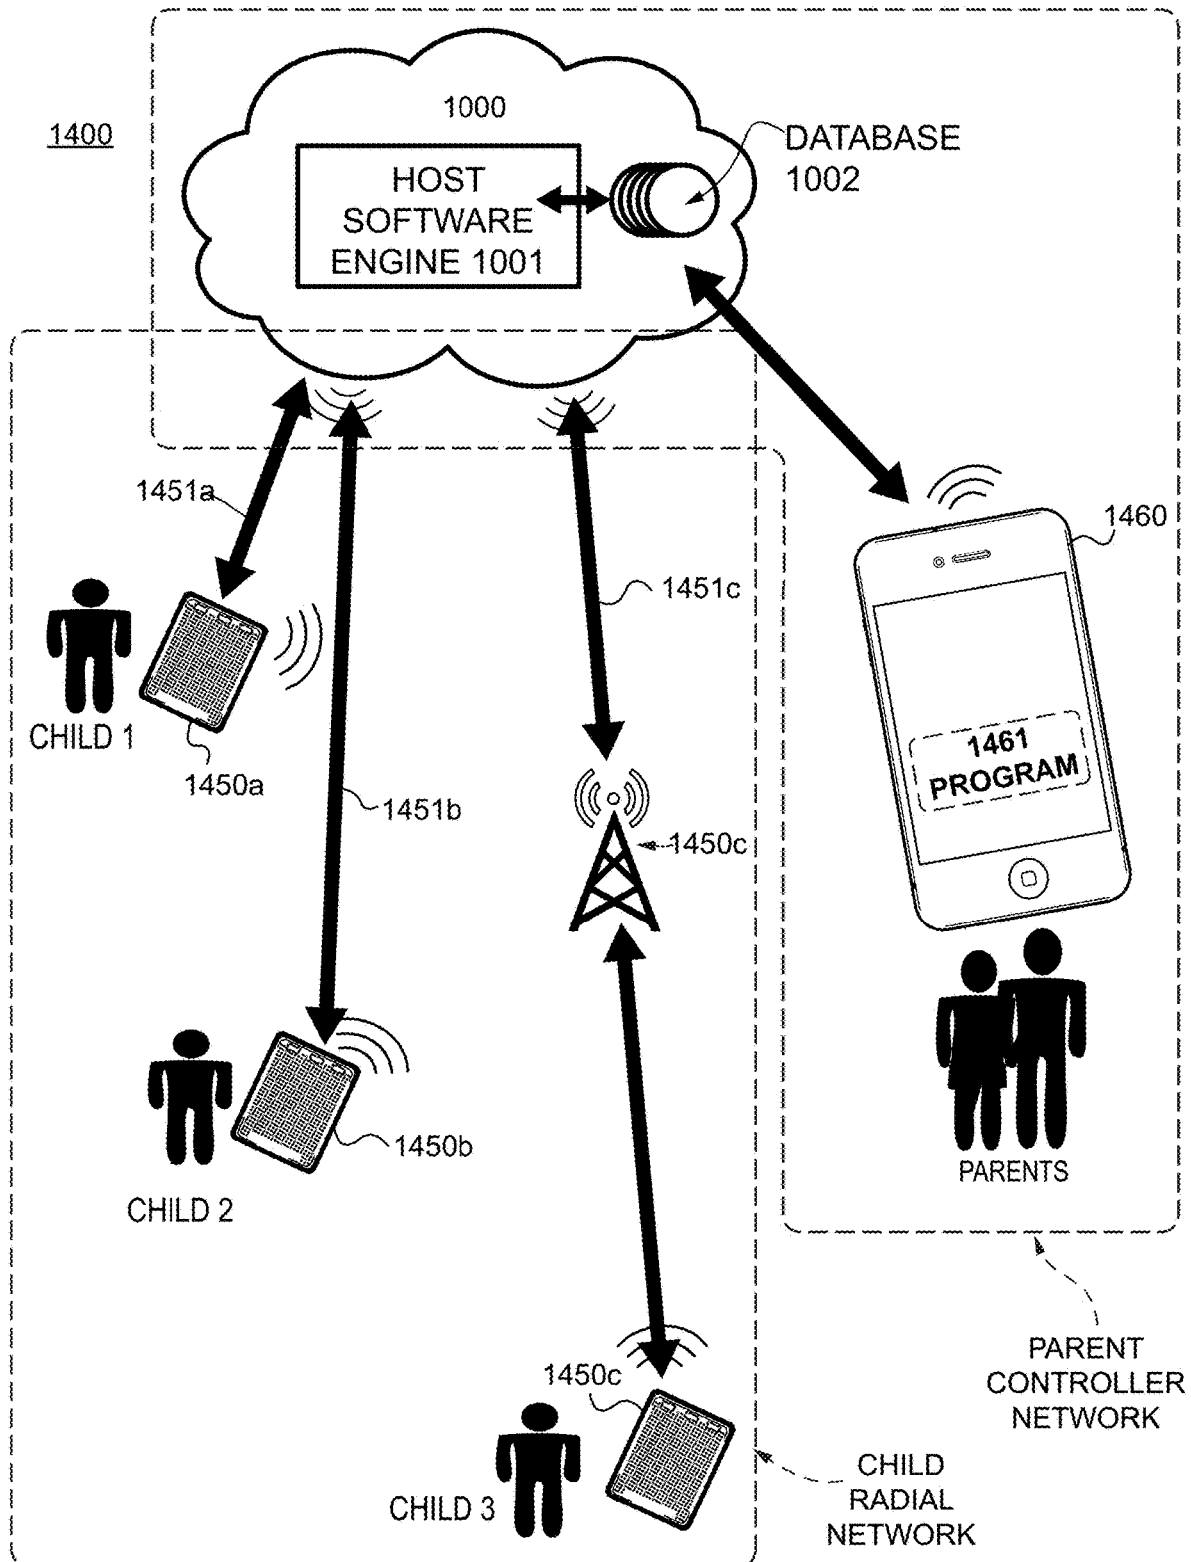 1400
1000
DATABASE
1002
HOST
SOFTWARE
ENGINE 1001
1451a
1451c
1460
CHILD 1
1450a
1451b
1461
PROGRAM
1450c
1450b
CHILD 2
PARENTS
PARENT
CONTROLLER
NETWORK
1450c
CHILD 3
CHILD
RADIAL
NETWORK